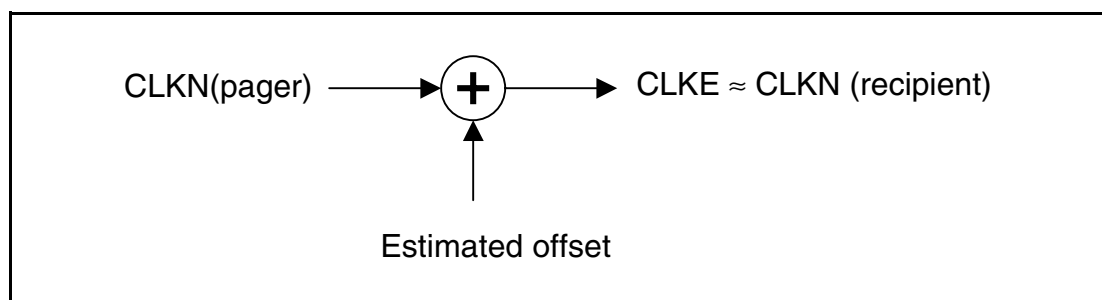 CLKN(pager) + CLKE ≈ CLKN (recipient)
Estimated offset